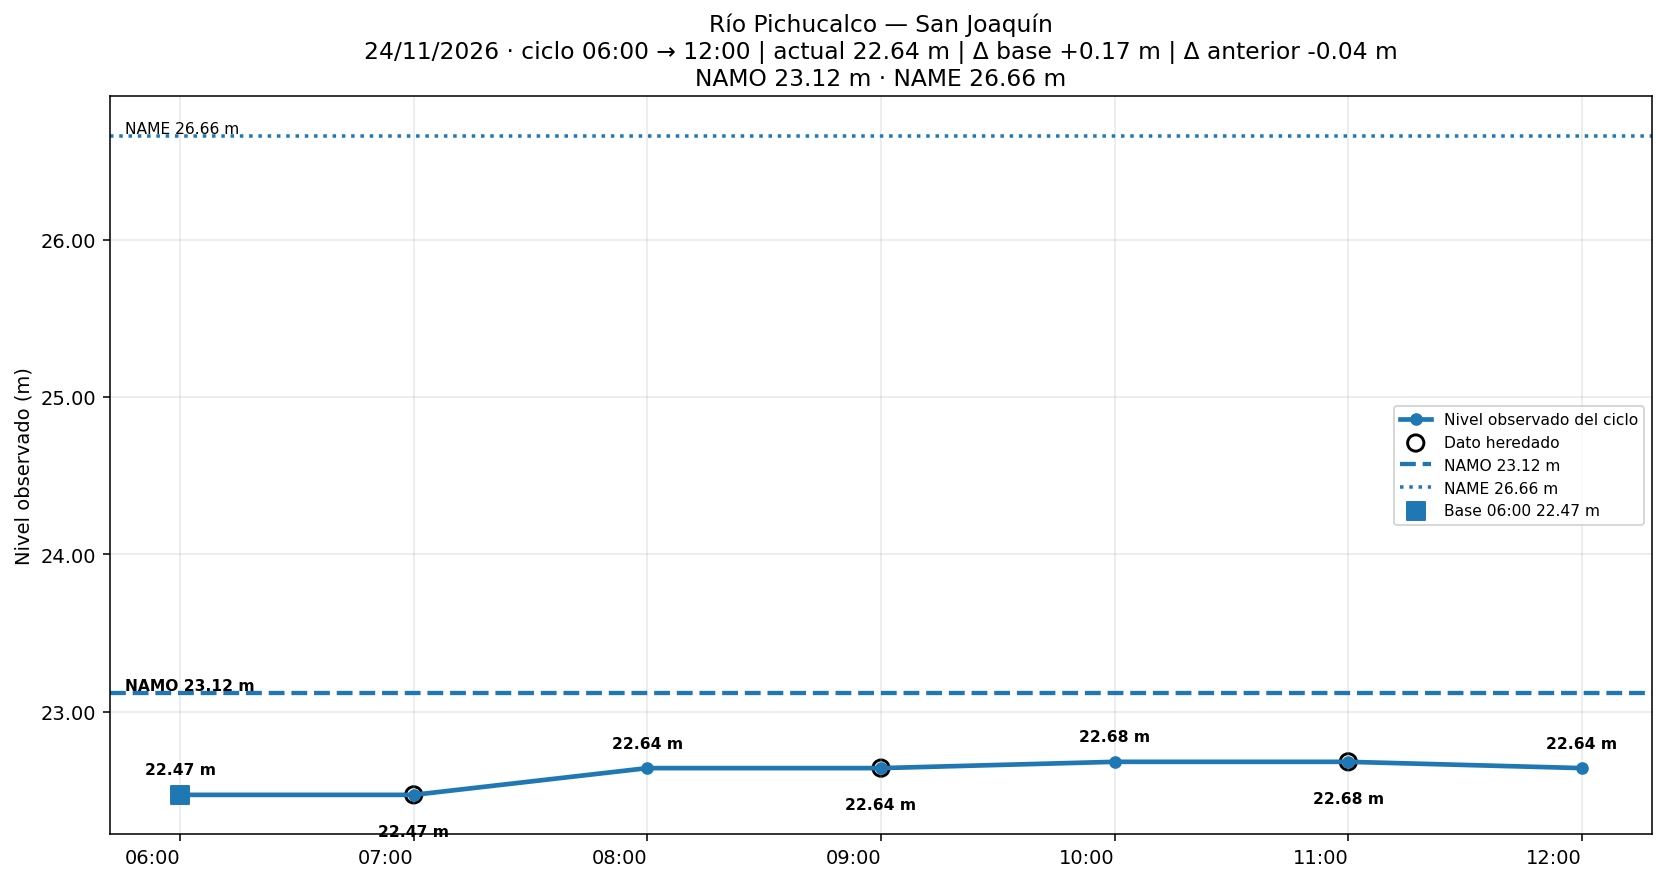 Río Pichucalco — San Joaquín
24/11/2026 · ciclo 06:00 → 12:00 | actual 22.64 m | Δ base +0.17 m | Δ anterior -0.04 m
NAMO 23.12 m · NAME 26.66 m
NAME 26.66 m
26.00
25.00
24.00
23.00
Nivel observado (m)
Nivel observado del ciclo
Dato heredado
NAMO 23.12 m
NAME 26.66 m
Base 06:00 22.47 m
NAMO 23.12 m
22.47 m
22.47 m
22.64 m
22.64 m
22.68 m
22.68 m
22.64 m
06:00
07:00
08:00
09:00
10:00
11:00
12:00